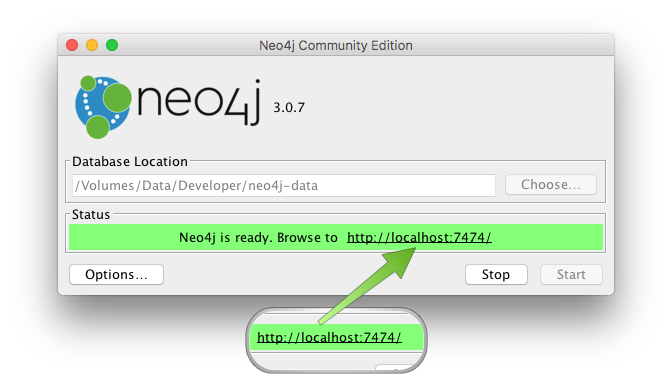 Neo4j Community Edition
neo4j 3.0.7
Database Location
/Volumes/Data/Developer/neo4j-data
Choose...
Status
Neo4j is ready. Browse to http://localhost:7474/
Options...
Stop
Start
http://localhost:7474/